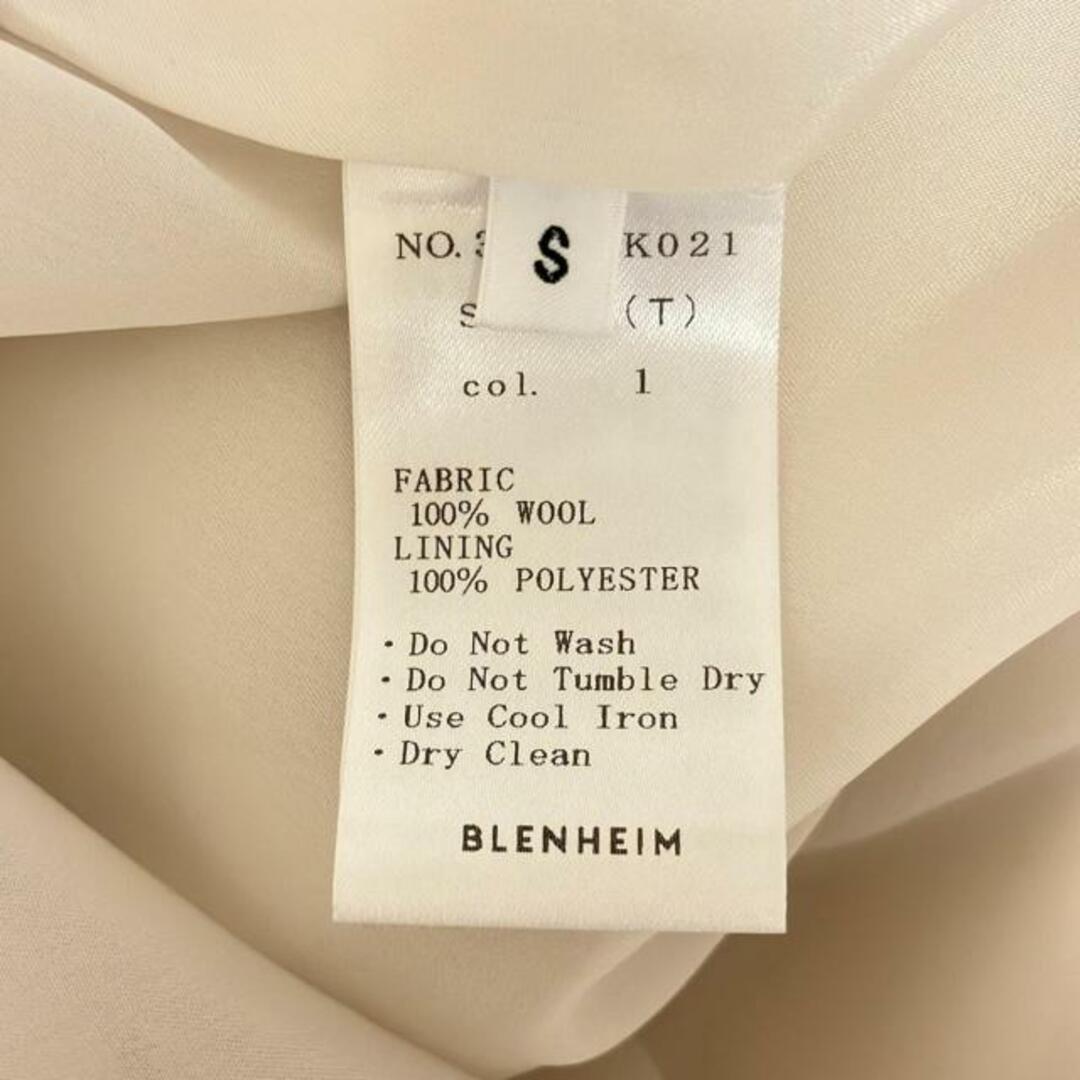 NO. K021
S
(T)
col. 1
FABRIC
100% WOOL
LINING
100% POLYESTER
・Do Not Wash
・Do Not Tumble Dry
・Use Cool Iron
・Dry Clean
BLENHEIM